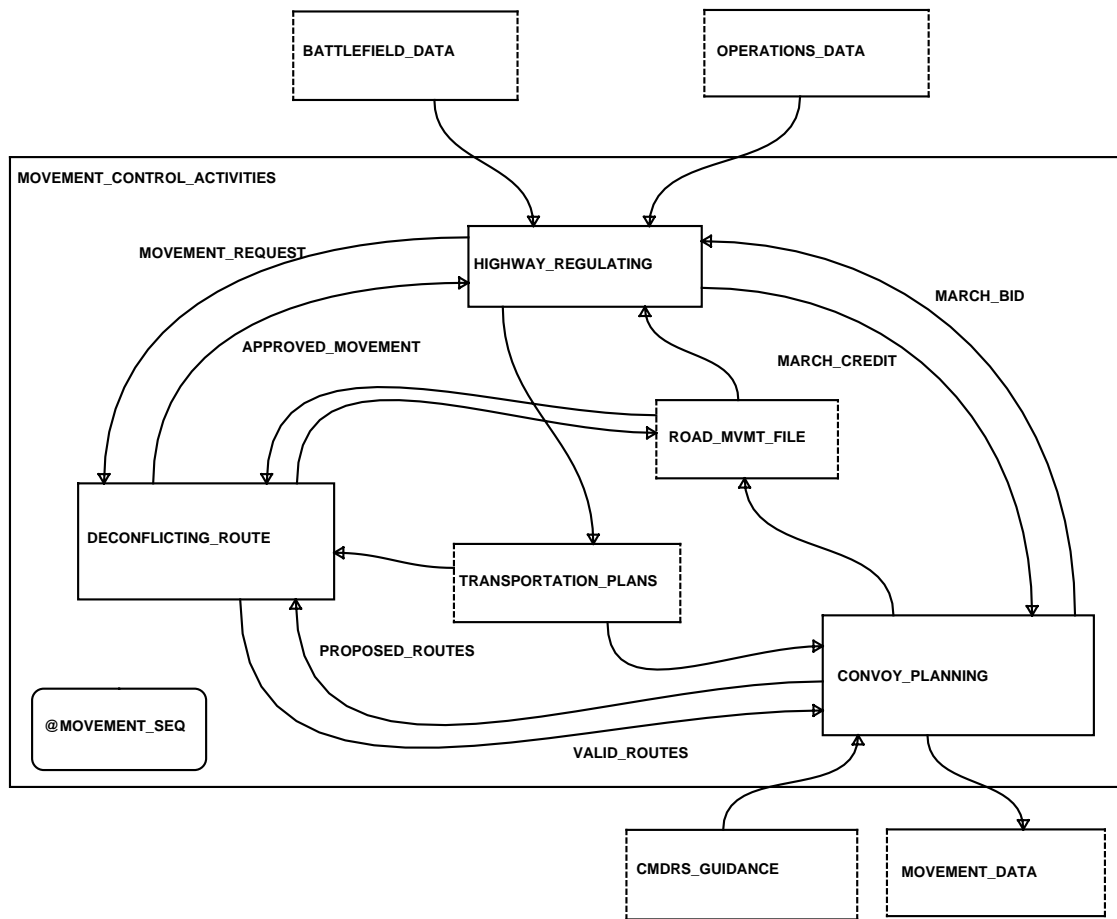 BATTLEFIELD_DATA
OPERATIONS_DATA
MOVEMENT_CONTROL_ACTIVITIES
MOVEMENT_REQUEST
HIGHWAY_REGULATING
MARCH_BID
APPROVED_MOVEMENT
MARCH_CREDIT
ROAD_MVMT_FILE
DECONFLICTING_ROUTE
TRANSPORTATION_PLANS
PROPOSED_ROUTES
CONVOY_PLANNING
@MOVEMENT_SEQ
VALID_ROUTES
CMDRS_GUIDANCE
MOVEMENT_DATA